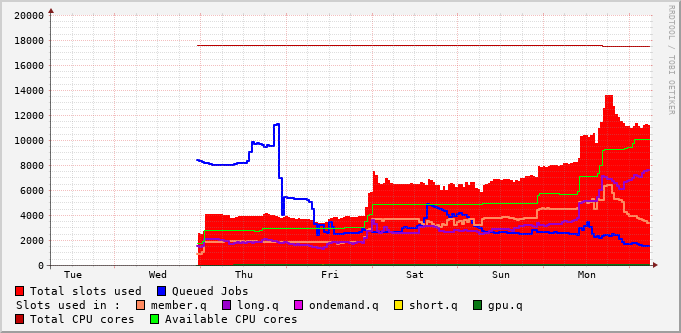 20000
18000
16000
14000
12000
10000
8000
6000
4000
2000
0
Tue Wed Thu Fri Sat Sun Mon
RRDTOOL / TOBI OETIKER
Total slots used Queued Jobs
Slots used in : member.q long.q ondemand.q short.q gpu.q
Total CPU cores Available CPU cores